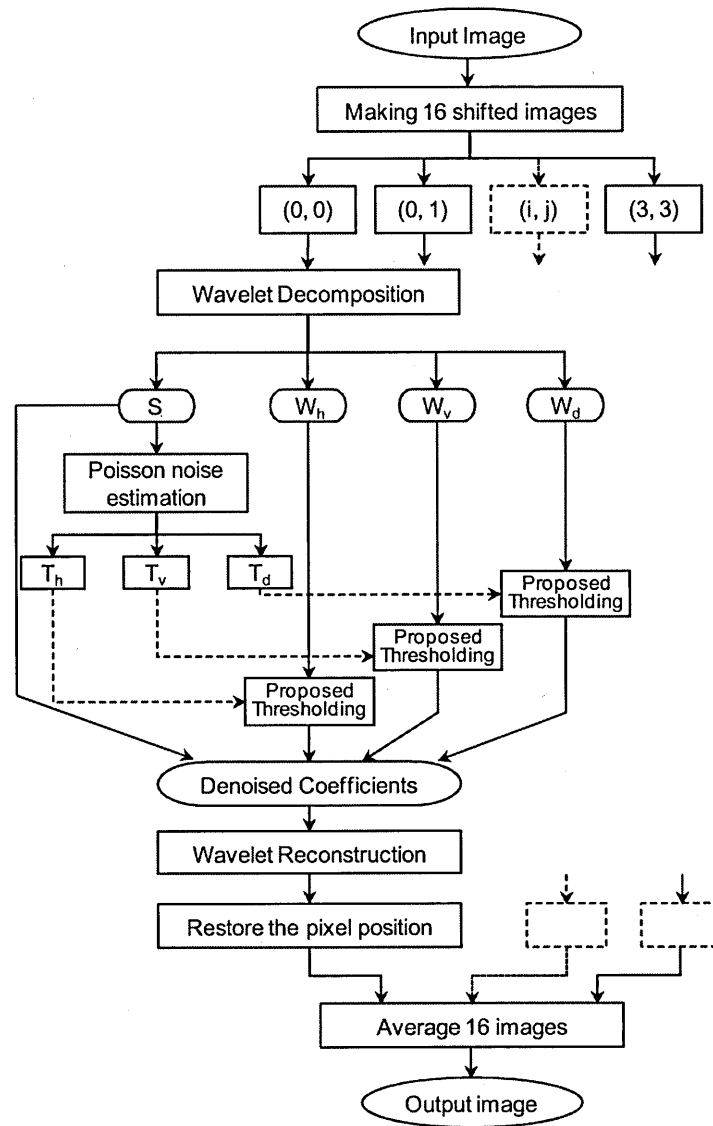 Input Image
Making 16 shifted images
(0, 0)
(0, 1)
(i, j)
(3, 3)
Wavelet Decomposition
S
W_h
W_v
W_d
Poisson noise
estimation
T_h
T_v
T_d
Proposed
Thresholding
Proposed
Thresholding
Proposed
Thresholding
Denoised Coefficients
Wavelet Reconstruction
Restore the pixel position
Average 16 images
Output image